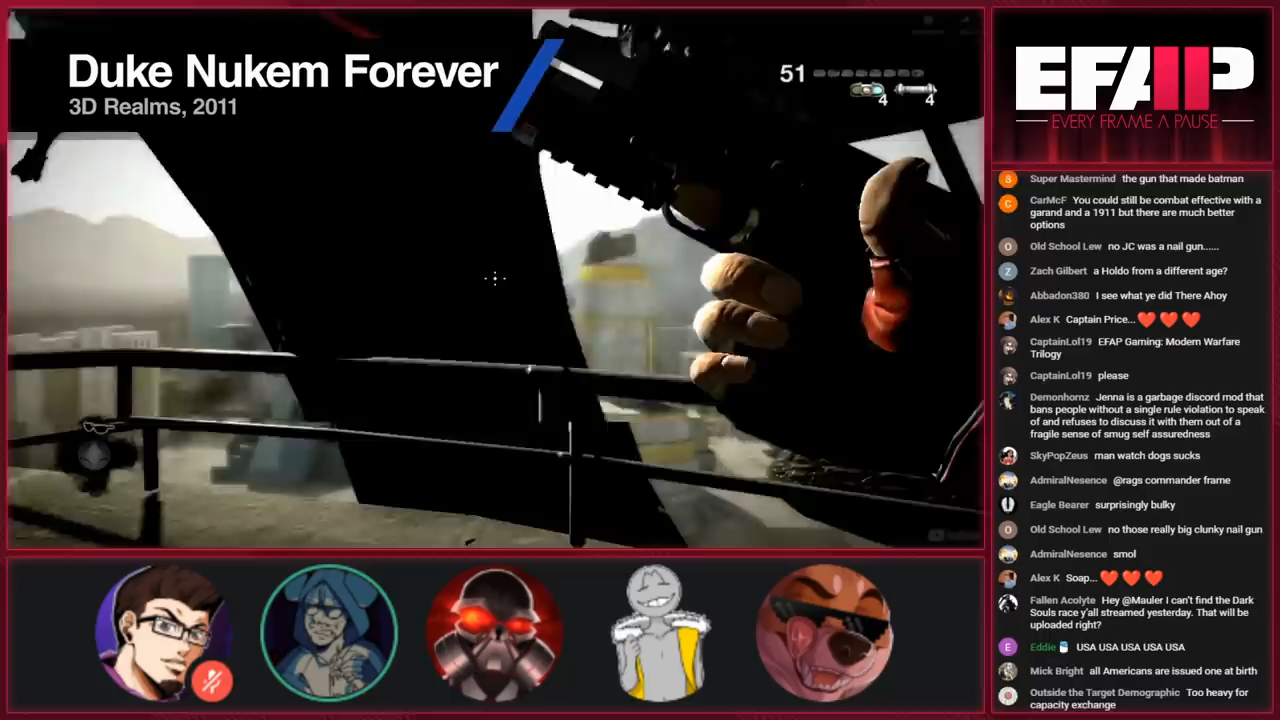 Duke Nukem Forever
3D Realms, 2011
51
4
4
EFAP
EVERY FRAME A PAUSE
Super Mastermind the gun that made batman
CarMcF You could still be combat effective with a
garand and a 1911 but there are much better
options
Old School Lew no JC was a nail gun......
Zach Gilbert a Holdo from a different age?
Abbadon380 I see what ye did There Ahoy
Alex K Captain Price...❤️❤️❤️
CaptainLol19 EFAP Gaming: Modern Warfare
Trilogy
CaptainLol19 please
Demonhornz Jenna is a garbage discord mod that
bans people without a single rule violation to speak
of and refuses to discuss it with them out of a
fragile sense of smug self assuredness
SkyPopZeus man watch dogs sucks
AdmiralNesence @rags commander frame
Eagle Bearer surprisingly bulky
Old School Lew no those really big clunky nail gun
AdmiralNesence smol
Alex K Soap...❤️❤️❤️
Fallen Acolyte Hey @Mauler I can't find the Dark
Souls race y'all streamed yesterday. That will be
uploaded right?
Eddie USA USA USA USA USA
Mick Bright all Americans are issued one at birth
Outside the Target Demographic Too heavy for
capacity exchange